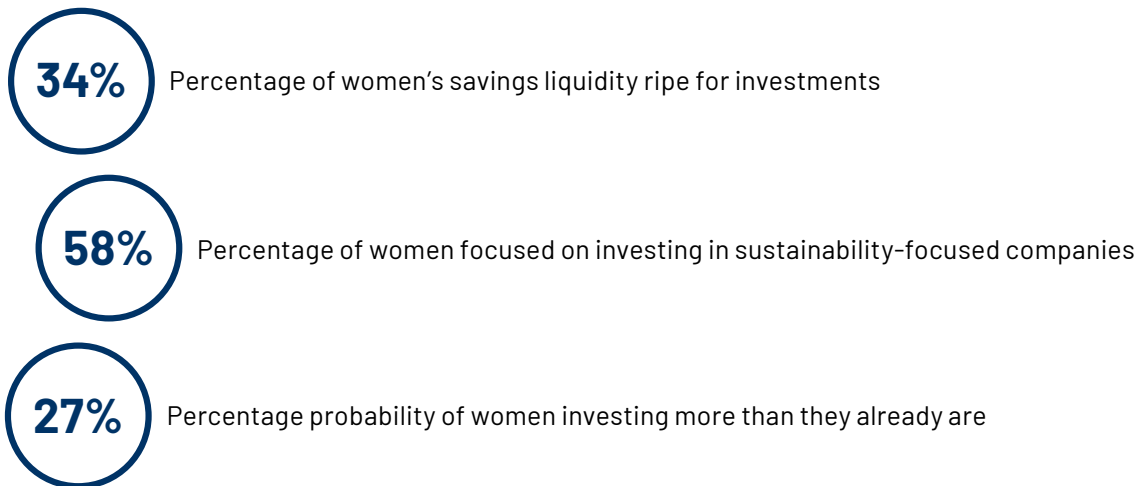 34%
Percentage of women’s savings liquidity ripe for investments
58%
Percentage of women focused on investing in sustainability-focused companies
27%
Percentage probability of women investing more than they already are